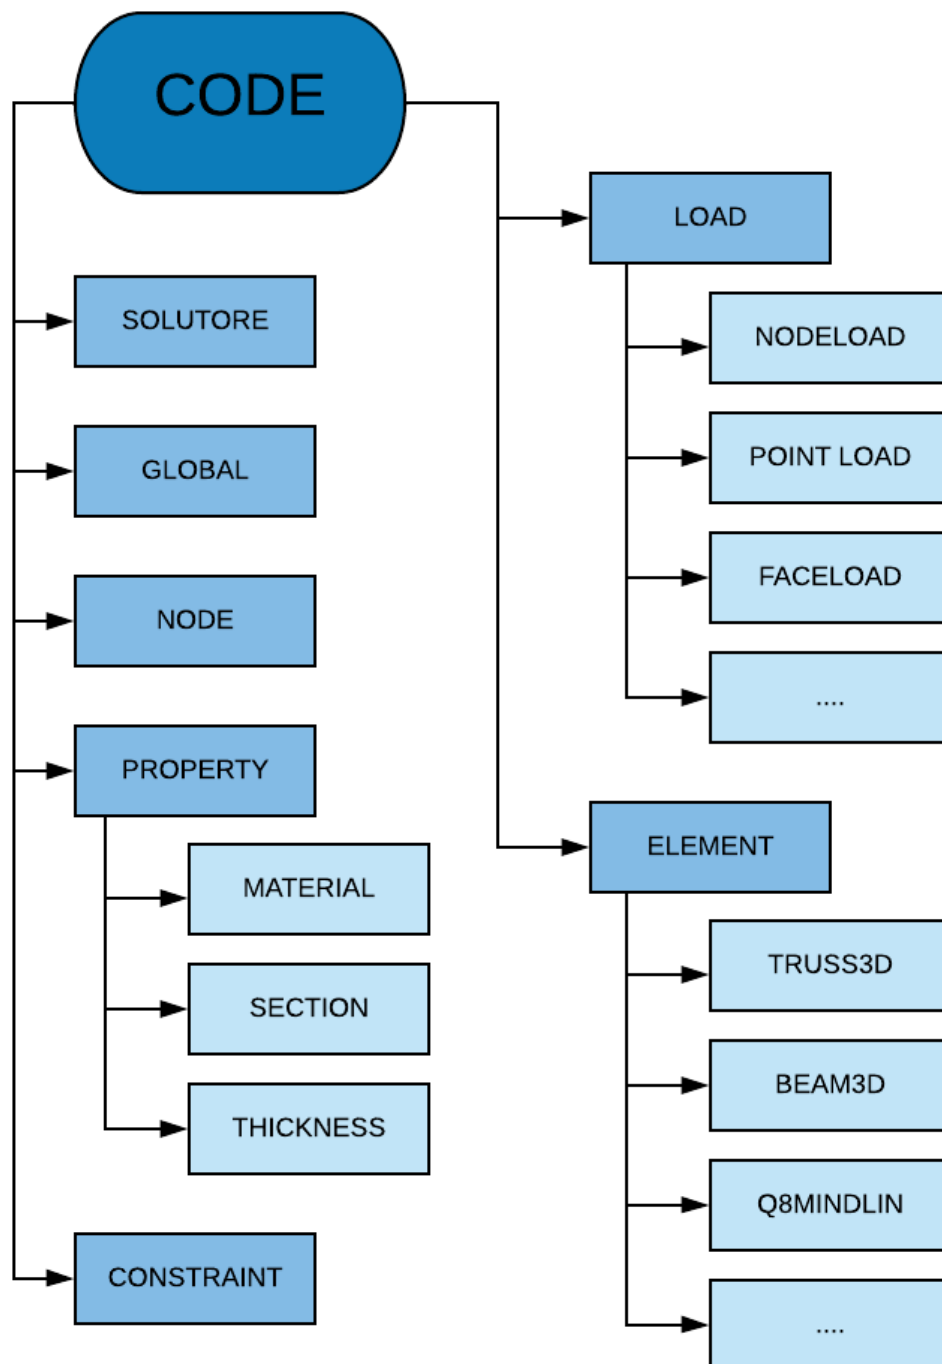 CODE
SOLUTORE
GLOBAL
NODE
PROPERTY
MATERIAL
SECTION
THICKNESS
CONSTRAINT
LOAD
NODELOAD
POINT LOAD
FACELOAD
....
ELEMENT
TRUSS3D
BEAM3D
Q8MINDLIN
....